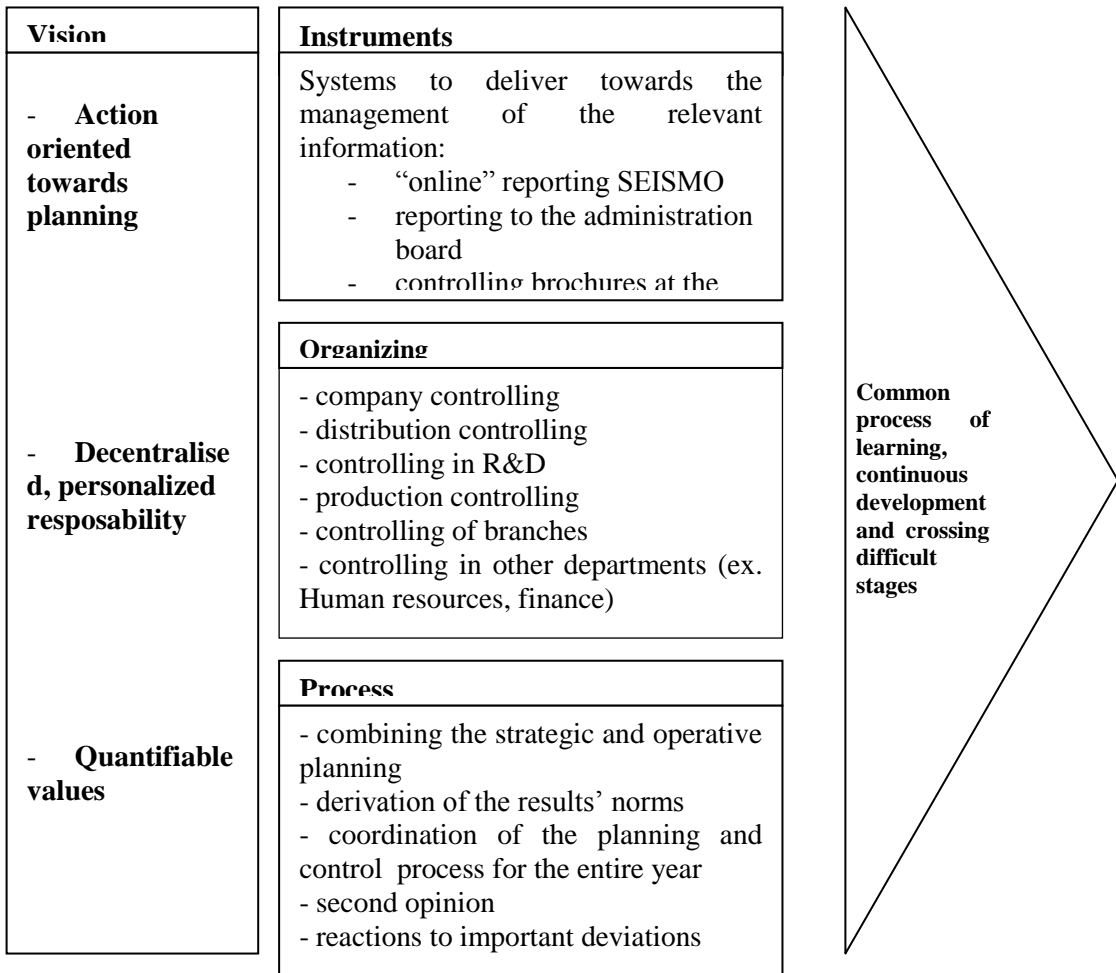 Vision
- Action
oriented
towards
planning
- Decentralise
d, personalized
resposability
- Quantifiable
values
Instruments
Systems to deliver towards the
management of the relevant
information:
- “online” reporting SEISMO
- reporting to the administration
board
- controlling brochures at the
Organizing
- company controlling
- distribution controlling
- controlling in R&D
- production controlling
- controlling of branches
- controlling in other departments (ex.
Human resources, finance)
Process
- combining the strategic and operative
planning
- derivation of the results’ norms
- coordination of the planning and
control process for the entire year
- second opinion
- reactions to important deviations
Common
process of
learning,
continuous
development
and crossing
difficult
stages